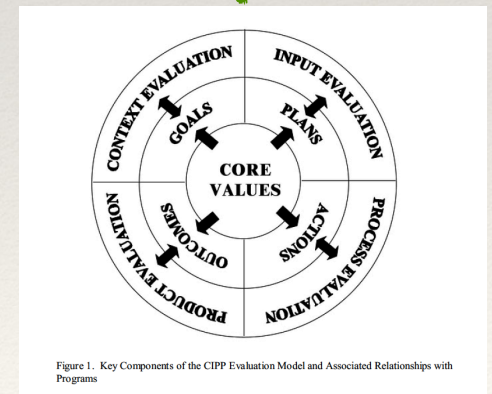 CONTEXT EVALUATION
INPUT EVALUATION
GOALS
PLANS
CORE
VALUES
OUTCOMES
ACTIONS
PRODUCT EVALUATION
PROCESS EVALUATION
Figure 1. Key Components of the CIPP Evaluation Model and Associated Relationships with
Programs